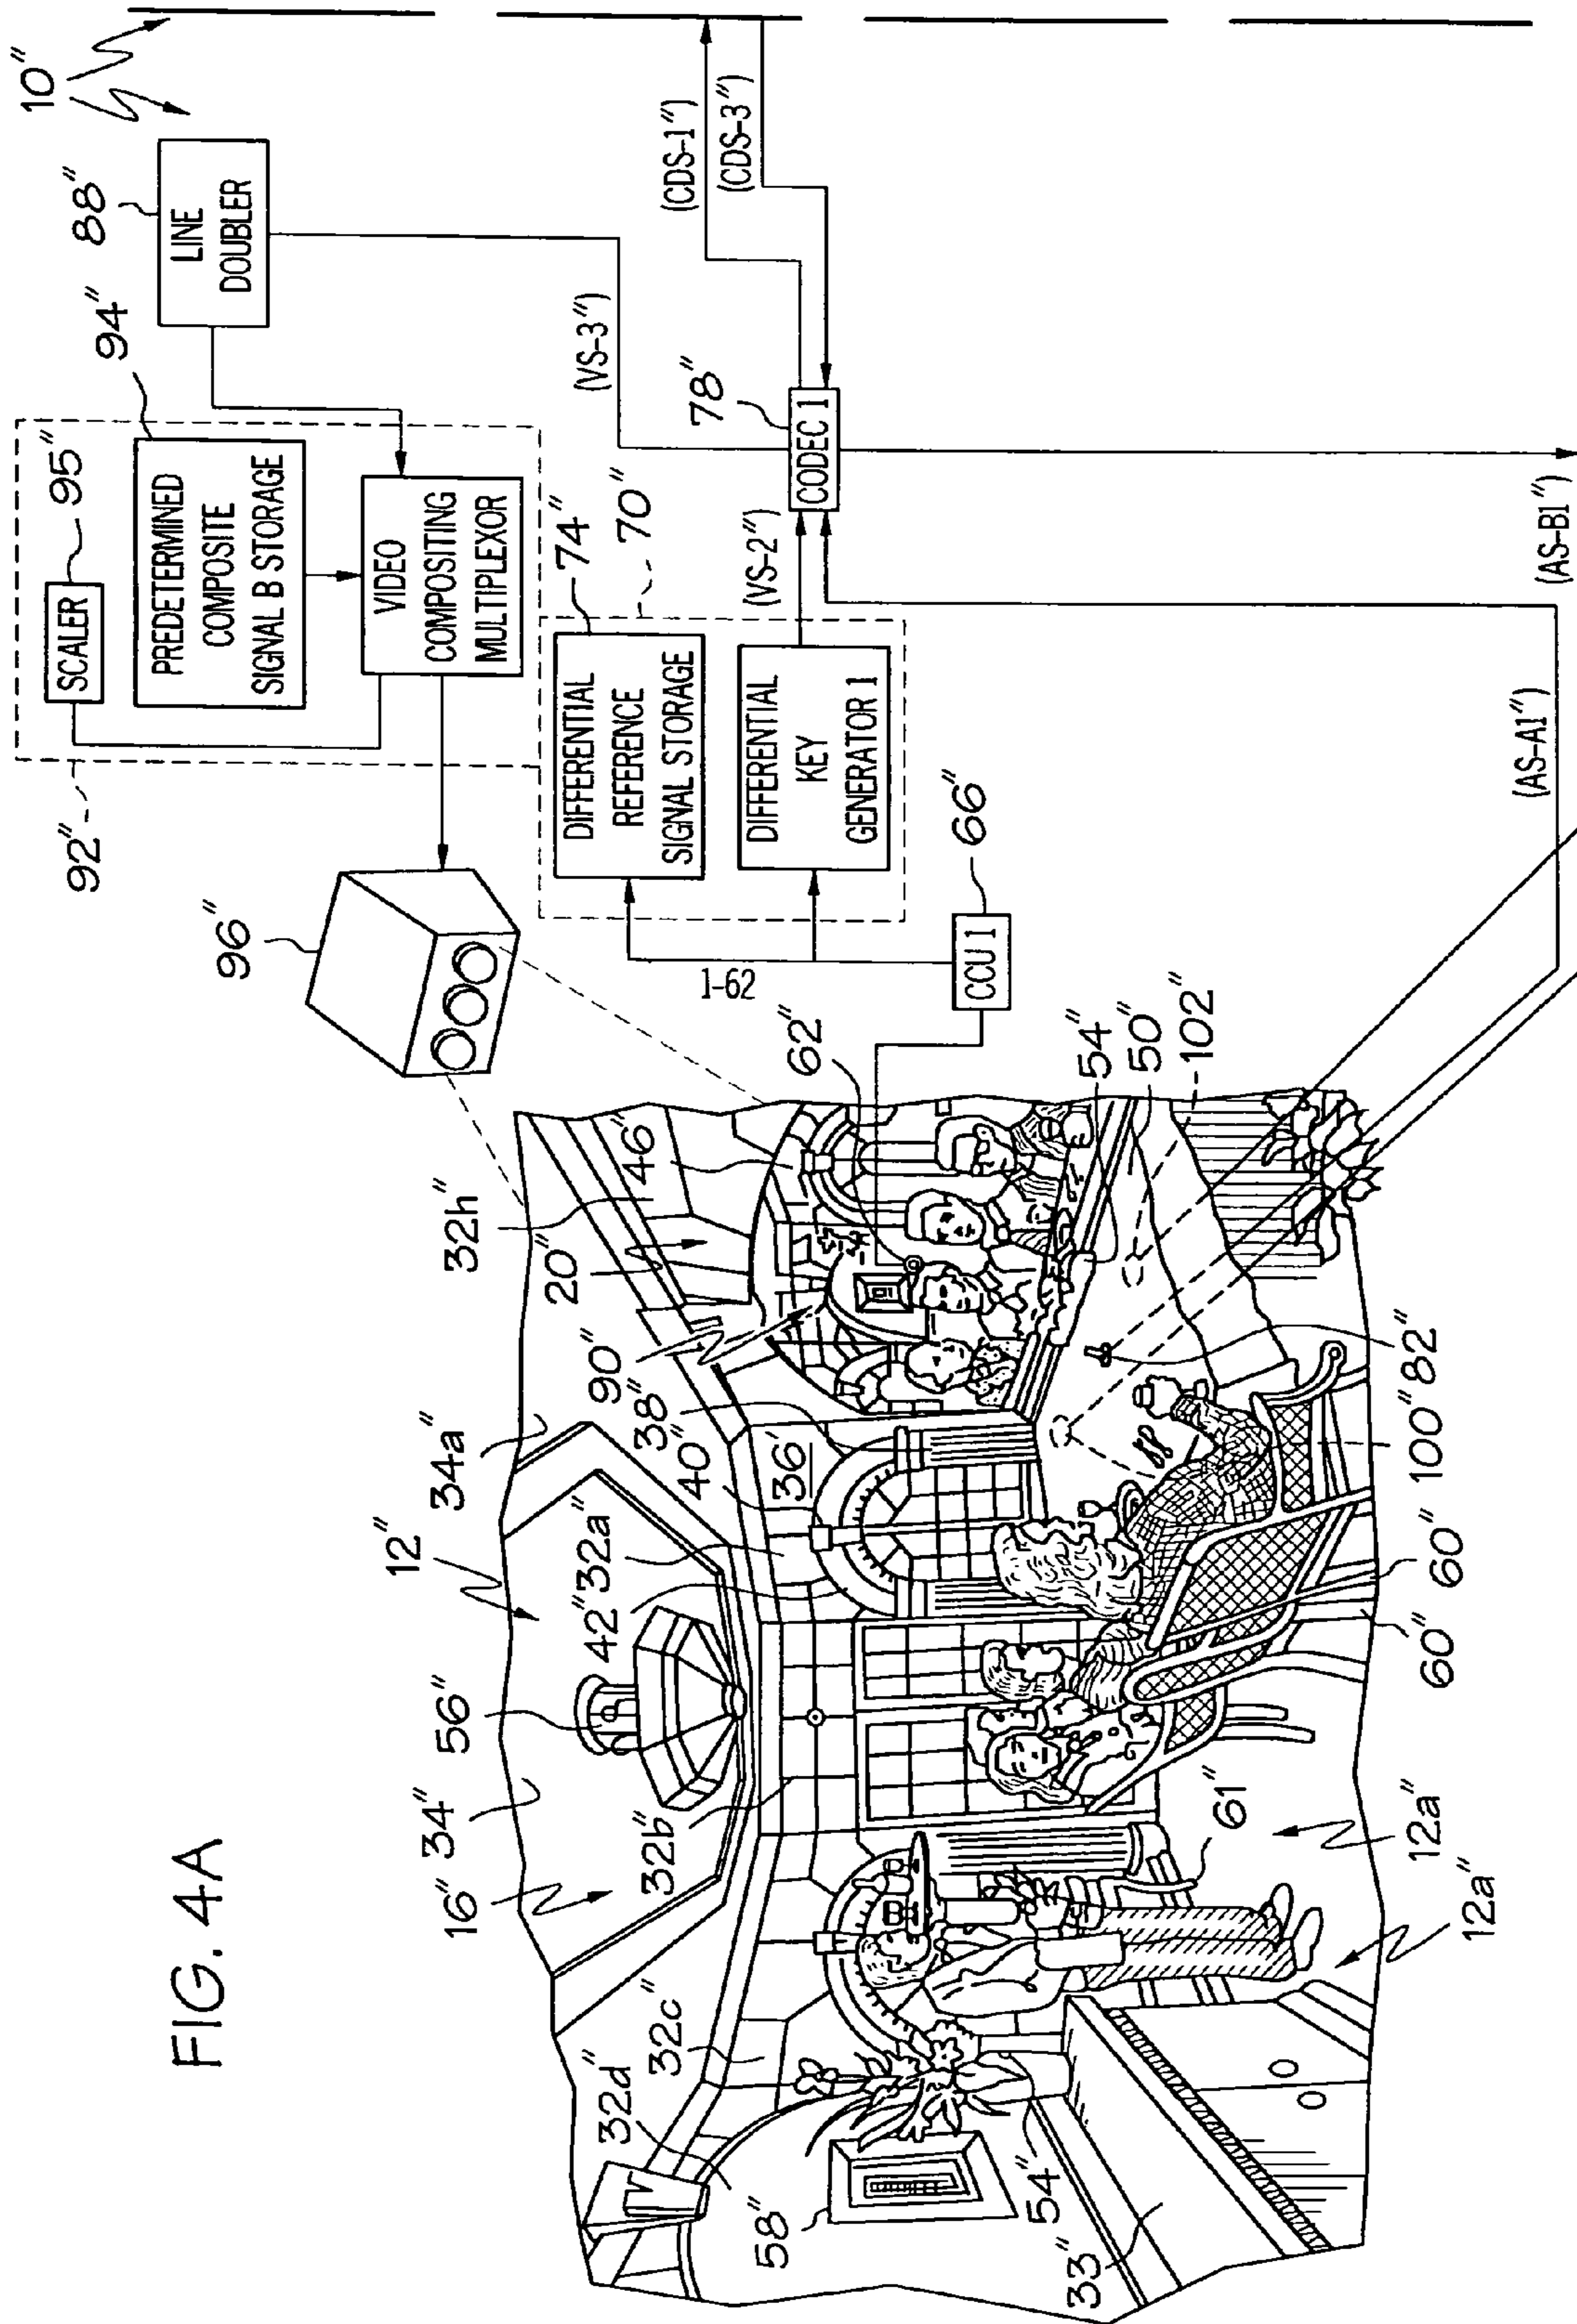 FIG. 4A
10"
LINE
DOUBLER
88"
94"
95"
SCALER
PREDETERMINED
COMPOSITE
SIGNAL B STORAGE
VIDEO
COMPOSITING
MULTIPLEXOR
92"
96"
(VS-3")
(CDS-1")
(CDS-3")
78"
CODEC 1
70"
74"
DIFFERENTIAL
REFERENCE
SIGNAL STORAGE
DIFFERENTIAL
KEY
GENERATOR 1
(VS-2")
66"
CCU 1
1-62
62"
(AS-A1")
(AS-B1")
12"
16"
34"
56"
34a"
20"
32h"
46"
90"
38"
40"
36"
32a"
42"
32b"
32c"
32d"
58"
33"
54"
12a"
61"
12a"
60"
60"
100"
82"
102"
50"
54"